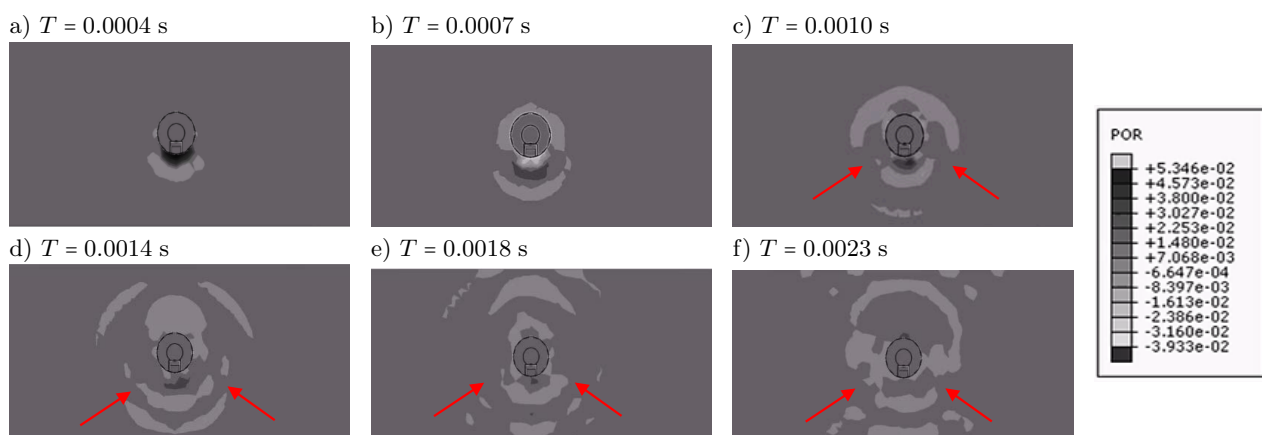 a) T = 0.0004 s
b) T = 0.0007 s
c) T = 0.0010 s
d) T = 0.0014 s
e) T = 0.0018 s
f) T = 0.0023 s
POR
+5.346e-02
+4.573e-02
+3.800e-02
+3.027e-02
+2.253e-02
+1.480e-02
+7.068e-03
-6.647e-04
-8.397e-03
-1.613e-02
-2.386e-02
-3.160e-02
-3.933e-02